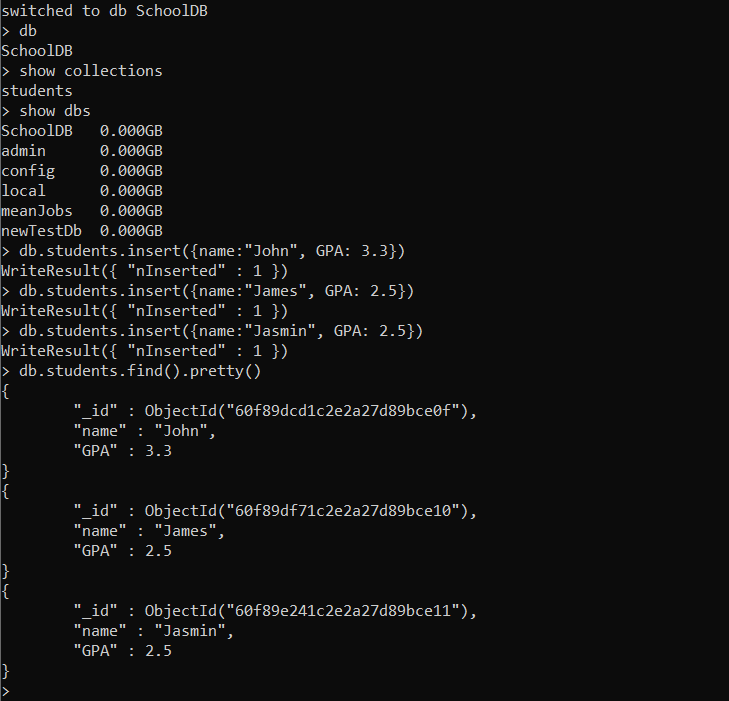 switched to db SchoolDB
> db
SchoolDB
> show collections
students
> show dbs
SchoolDB   0.000GB
admin      0.000GB
config     0.000GB
local      0.000GB
meanJobs   0.000GB
newTestDb  0.000GB
> db.students.insert({name:"John", GPA: 3.3})
WriteResult({ "nInserted" : 1 })
> db.students.insert({name:"James", GPA: 2.5})
WriteResult({ "nInserted" : 1 })
> db.students.insert({name:"Jasmin", GPA: 2.5})
WriteResult({ "nInserted" : 1 })
> db.students.find().pretty()
{
        "_id" : ObjectId("60f89dcd1c2e2a27d89bce0f"),
        "name" : "John",
        "GPA" : 3.3
}
{
        "_id" : ObjectId("60f89df71c2e2a27d89bce10"),
        "name" : "James",
        "GPA" : 2.5
}
{
        "_id" : ObjectId("60f89e241c2e2a27d89bce11"),
        "name" : "Jasmin",
        "GPA" : 2.5
}
>